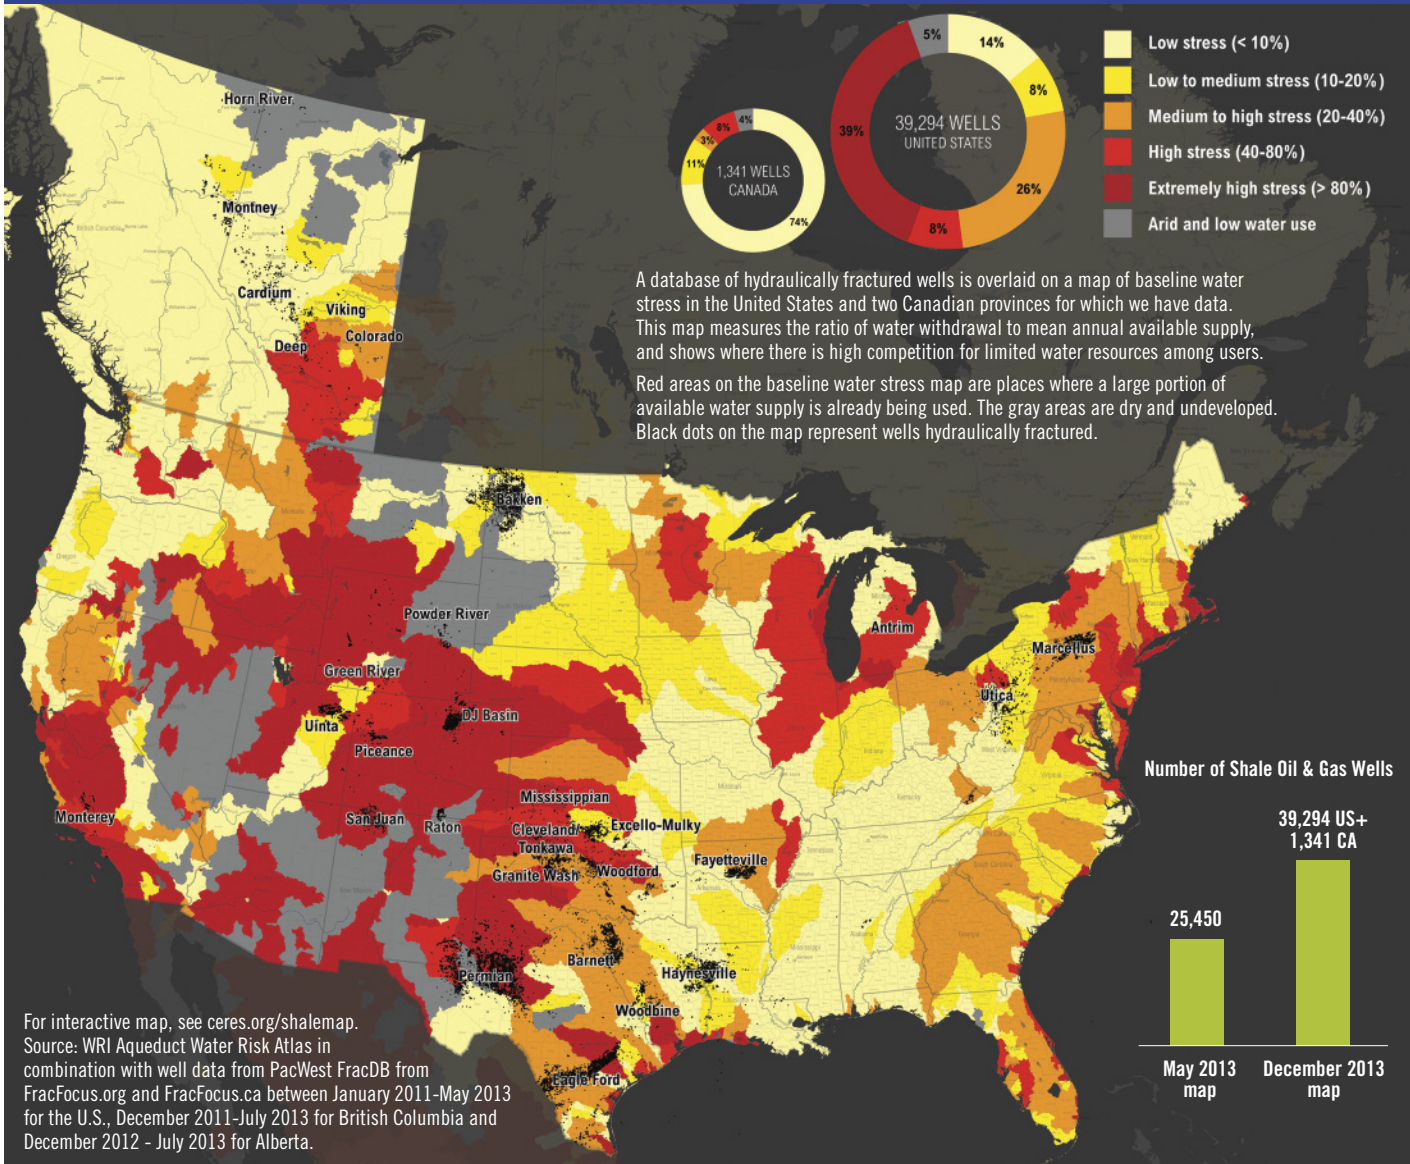 Low stress (< 10%)
Low to medium stress (10-20%)
Medium to high stress (20-40%)
High stress (40-80%)
Extremely high stress (> 80%)
Arid and low water use
5%
14%
8%
26%
8%
39%
39,294 WELLS
UNITED STATES
4%
8%
3%
11%
74%
1,341 WELLS
CANADA
A database of hydraulically fractured wells is overlaid on a map of baseline water
stress in the United States and two Canadian provinces for which we have data.
This map measures the ratio of water withdrawal to mean annual available supply,
and shows where there is high competition for limited water resources among users.
Red areas on the baseline water stress map are places where a large portion of
available water supply is already being used. The gray areas are dry and undeveloped.
Black dots on the map represent wells hydraulically fractured.
Horn River
Montney
Cardium
Viking
Deep
Colorado
Bakken
Powder River
Green River
Uinta
DJ Basin
Piceance
Monterey
San Juan
Raton
Mississippian
Cleveland/
Tonkawa
Excello-Mulky
Granite Wash
Woodford
Fayetteville
Antrim
Marcellus
Utica
Permian
Barnett
Haynesville
Woodbine
Eagle Ford
Oregon
Montana
Missouri
Kentucky
Indiana
Georgia
Mississippi
Alabama
Maine
Number of Shale Oil & Gas Wells
39,294 US+
1,341 CA
25,450
May 2013
map
December 2013
map
For interactive map, see ceres.org/shalemap.
Source: WRI Aqueduct Water Risk Atlas in
combination with well data from PacWest FracDB from
FracFocus.org and FracFocus.ca between January 2011-May 2013
for the U.S., December 2011-July 2013 for British Columbia and
December 2012 - July 2013 for Alberta.